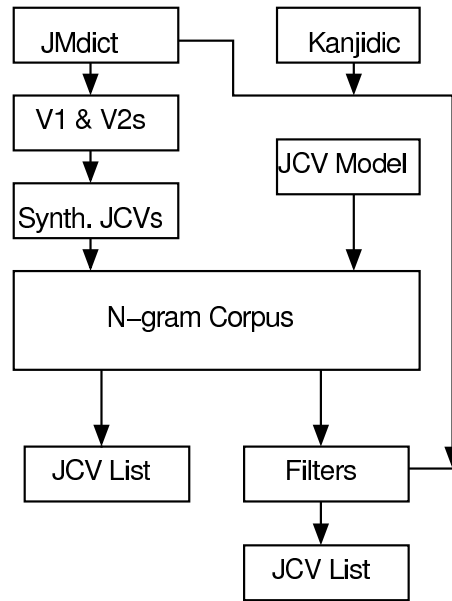 JMdict
Kanjidic
V1 & V2s
JCV Model
Synth. JCVs
N-gram Corpus
JCV List
Filters
JCV List